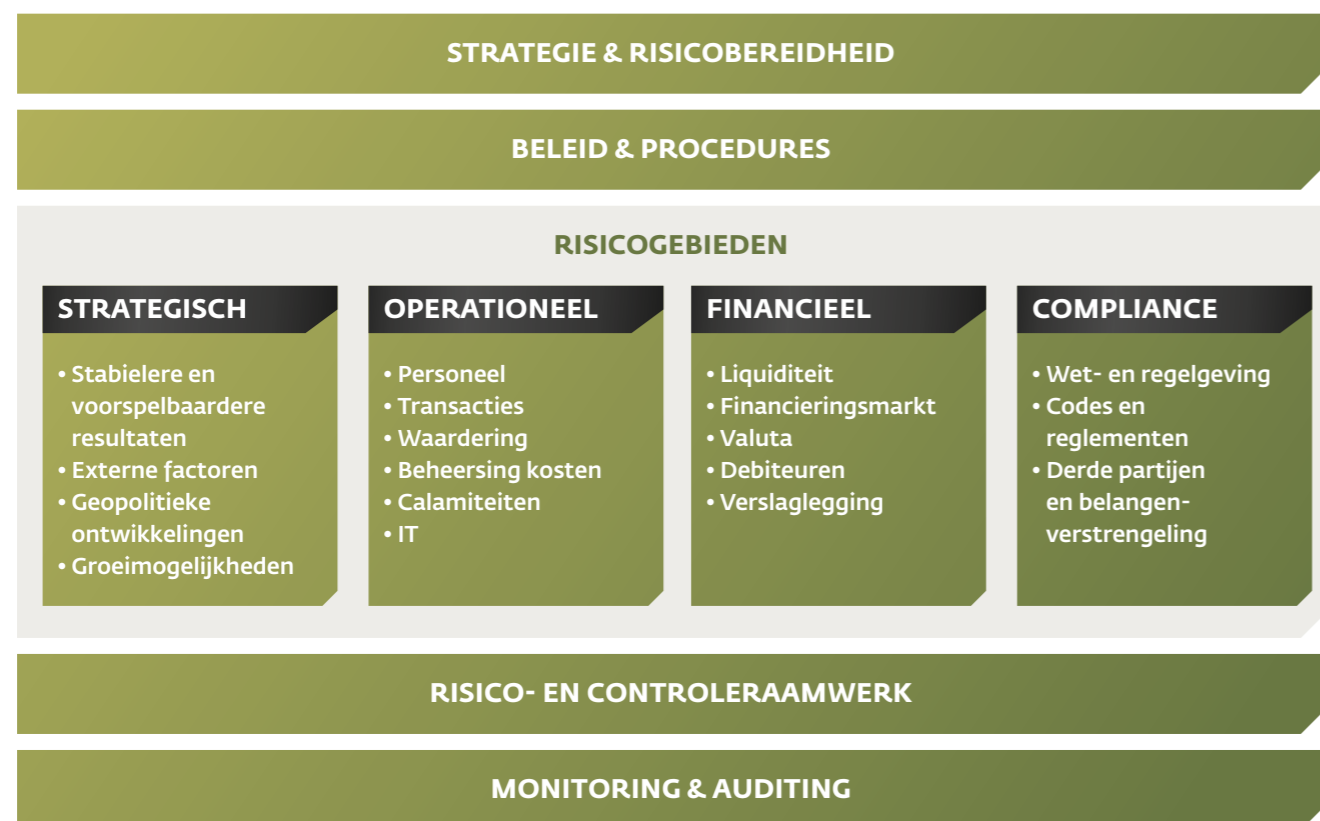 STRATEGIE & RISICOBEREIDHEID
BELEID & PROCEDURES
RISICOGEBIEDEN
STRATEGISCH
• Stabielere en
voorspelbaardere
resultaten
• Externe factoren
• Geopolitieke
ontwikkelingen
• Groeimogelijkheden
OPERATIONEEL
• Personeel
• Transacties
• Waardering
• Beheersing kosten
• Calamiteiten
• IT
FINANCIEEL
• Liquiditeit
• Financieringsmarkt
• Valuta
• Debiteuren
• Verslaglegging
COMPLIANCE
• Wet- en regelgeving
• Codes en
reglementen
• Derde partijen
en belangen-
verstrengeling
RISICO- EN CONTROLERAAMWERK
MONITORING & AUDITING